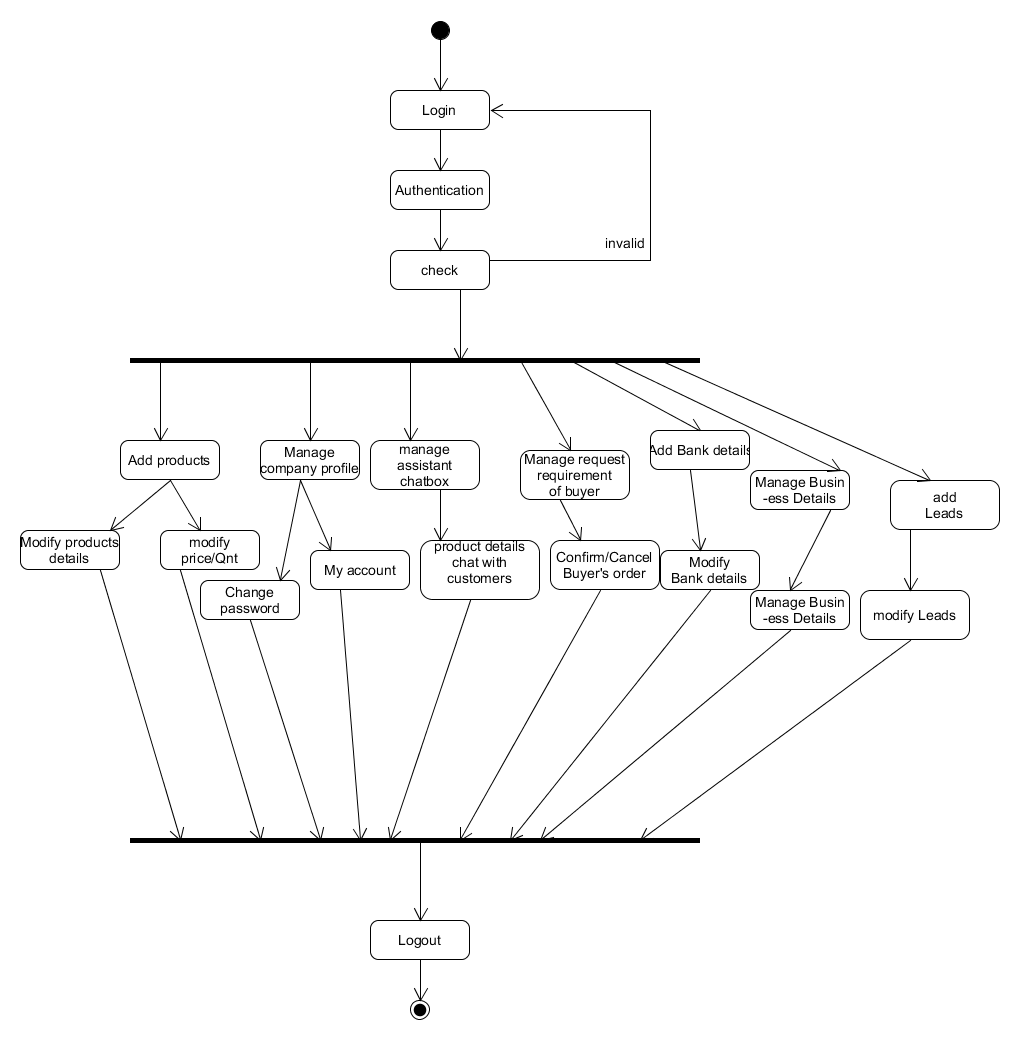 Login
Authentication
invalid
check
Add products
Manage
company profile
manage
assistant
chatbox
Manage request
requirement
of buyer
Add Bank details
Manage Busin
-ess Details
add
Leads
Modify products
details
modify
price/Qnt
Change
password
My account
product details
chat with
customers
Confirm/Cancel
Buyer's order
Modify
Bank details
Manage Busin
-ess Details
modify Leads
Logout